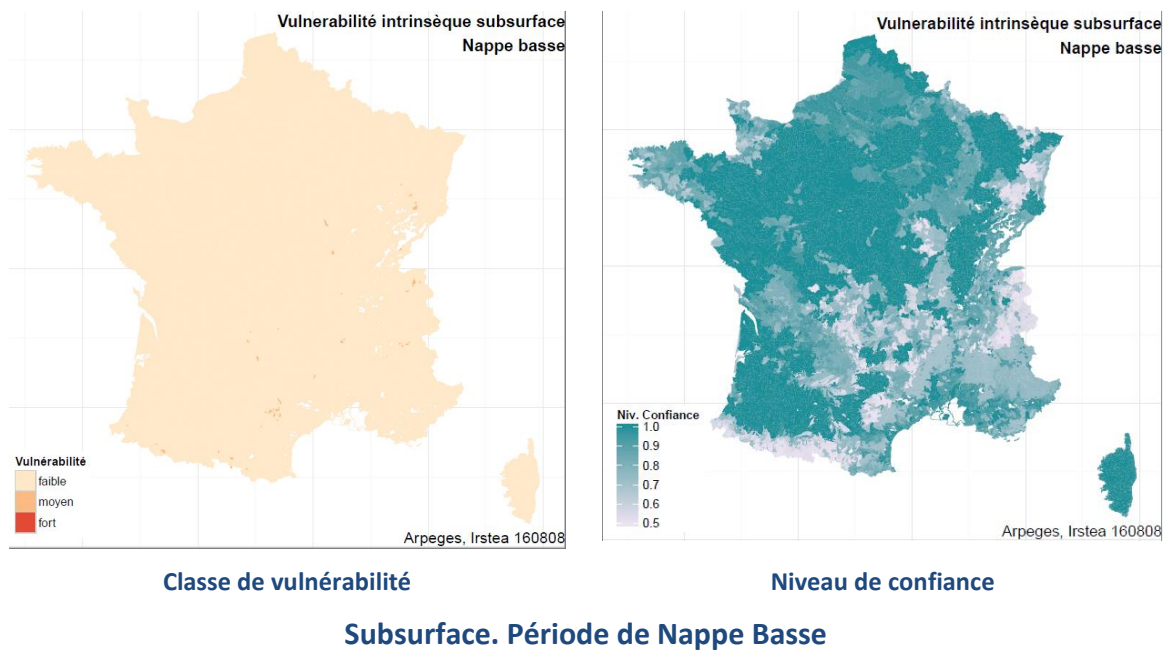 Vulnerabilité intrinsèque subsurface
Nappe basse
Vulnérabilité
faible
moyen
fort
Arpeges, Irstea 160808
Vulnerabilité intrinsèque subsurface
Nappe basse
Niv. Confiance
1.0
0.9
0.8
0.7
0.6
0.5
Arpeges, Irstea 160808
Classe de vulnérabilité
Niveau de confiance
Subsurface. Période de Nappe Basse